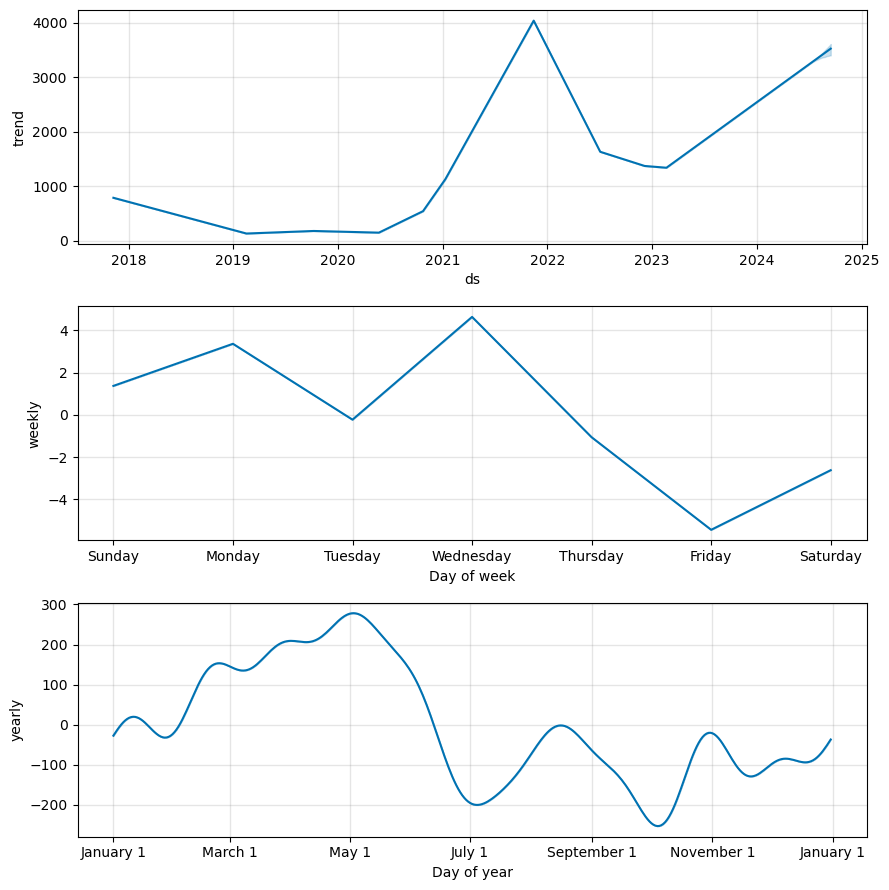 4000
3000
2000
1000
0
trend
2018 2019 2020 2021 2022 2023 2024 2025
ds
4
2
0
−2
−4
weekly
Sunday Monday Tuesday Wednesday Thursday Friday Saturday
Day of week
300
200
100
0
−100
−200
yearly
January 1 March 1 May 1 July 1 September 1 November 1 January 1
Day of year